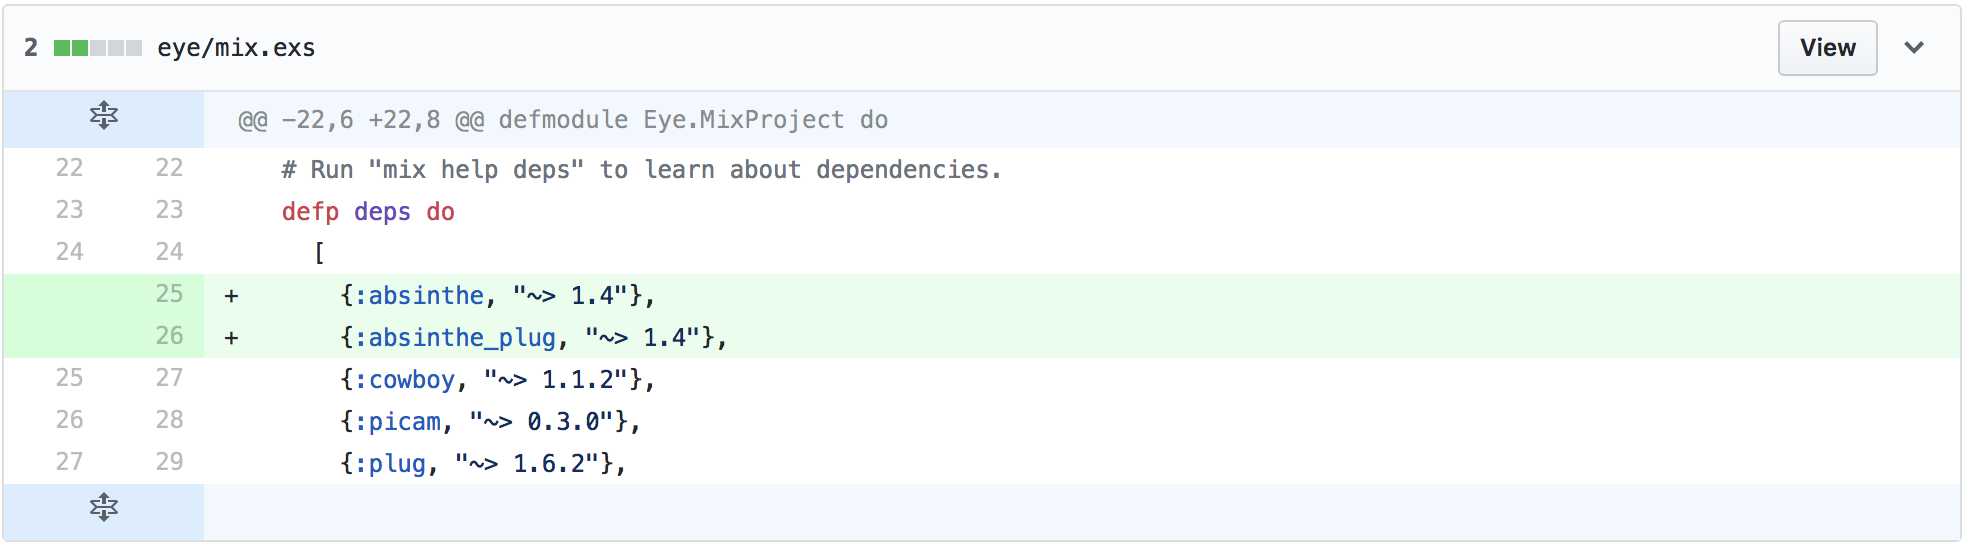 2 eye/mix.exs View
@@ -22,6 +22,8 @@ defmodule Eye.MixProject do
22 22 # Run "mix help deps" to learn about dependencies.
23 23 defp deps do
24 24 [
25 + {:absinthe, "~> 1.4"},
26 + {:absinthe_plug, "~> 1.4"},
25 27 {:cowboy, "~> 1.1.2"},
26 28 {:picam, "~> 0.3.0"},
27 29 {:plug, "~> 1.6.2"},